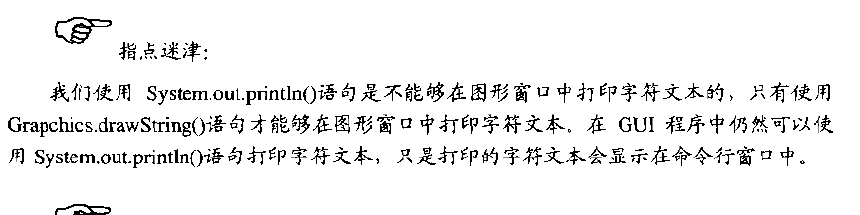 指点迷津：
我们使用 System.out.println()语句是不能够在图形窗口中打印字符文本的，只有使用
Grapchics.drawString()语句才能够在图形窗口中打印字符文本。在 GUI 程序中仍然可以使
用 System.out.println()语句打印字符文本，只是打印的字符文本会显示在命令行窗口中。